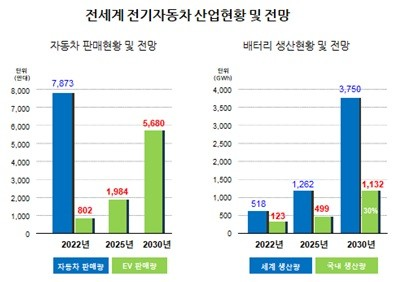 전세계 전기자동차 산업현황 및 전망
자동차 판매현황 및 전망
단위
(만대)
7,873
8,000
7,000
6,000
5,000
4,000
3,000
2,000
1,000
0
802
1,984
5,680
2022년 2025년 2030년
자동차 판매량 EV 판매량
배터리 생산현황 및 전망
단위
(GWh)
4,000
3,500
3,000
2,500
2,000
1,500
1,000
500
0
518
123
1,262
499
3,750
1,132
30%
2022년 2025년 2030년
세계 생산량 국내 생산량